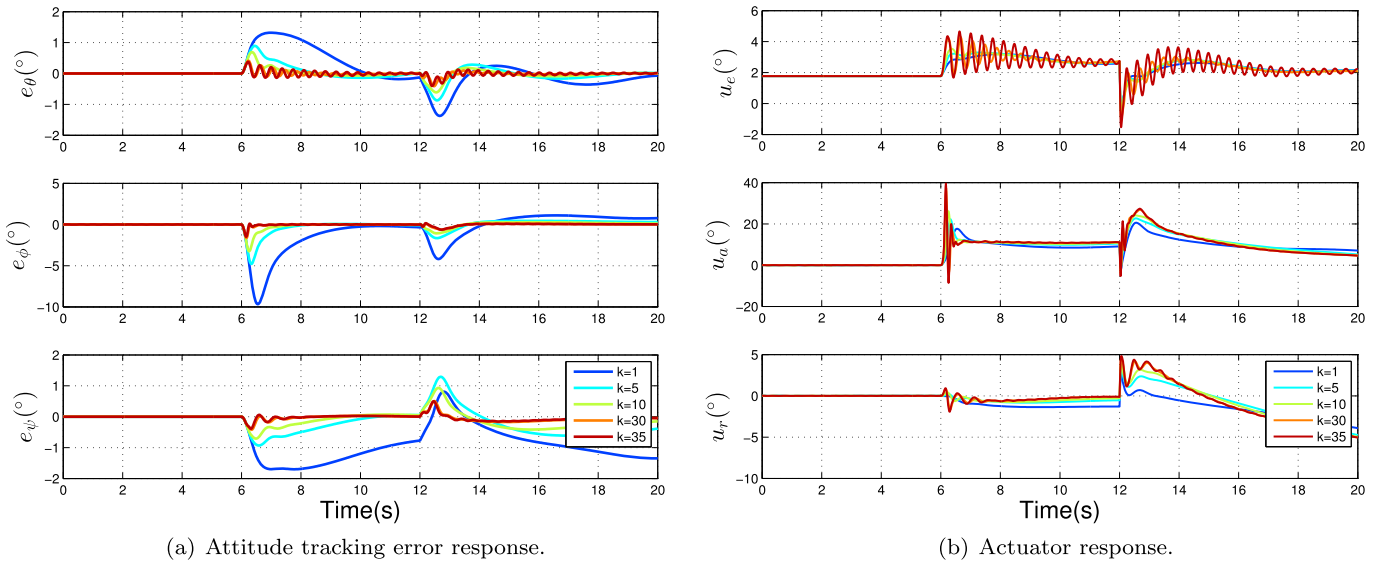 e_θ(°)
2
1
0
−1
−2
0 2 4 6 8 10 12 14 16 18 20
e_ϕ(°)
5
0
−5
−10
0 2 4 6 8 10 12 14 16 18 20
e_ψ(°)
2
1
0
−1
−2
k=1
k=5
k=10
k=30
k=35
0 2 4 6 8 10 12 14 16 18 20
Time(s)
(a) Attitude tracking error response.
u_e(°)
6
4
2
0
−2
0 2 4 6 8 10 12 14 16 18 20
u_a(°)
40
20
0
−20
0 2 4 6 8 10 12 14 16 18 20
u_r(°)
5
0
−5
−10
k=1
k=5
k=10
k=30
k=35
0 2 4 6 8 10 12 14 16 18 20
Time(s)
(b) Actuator response.